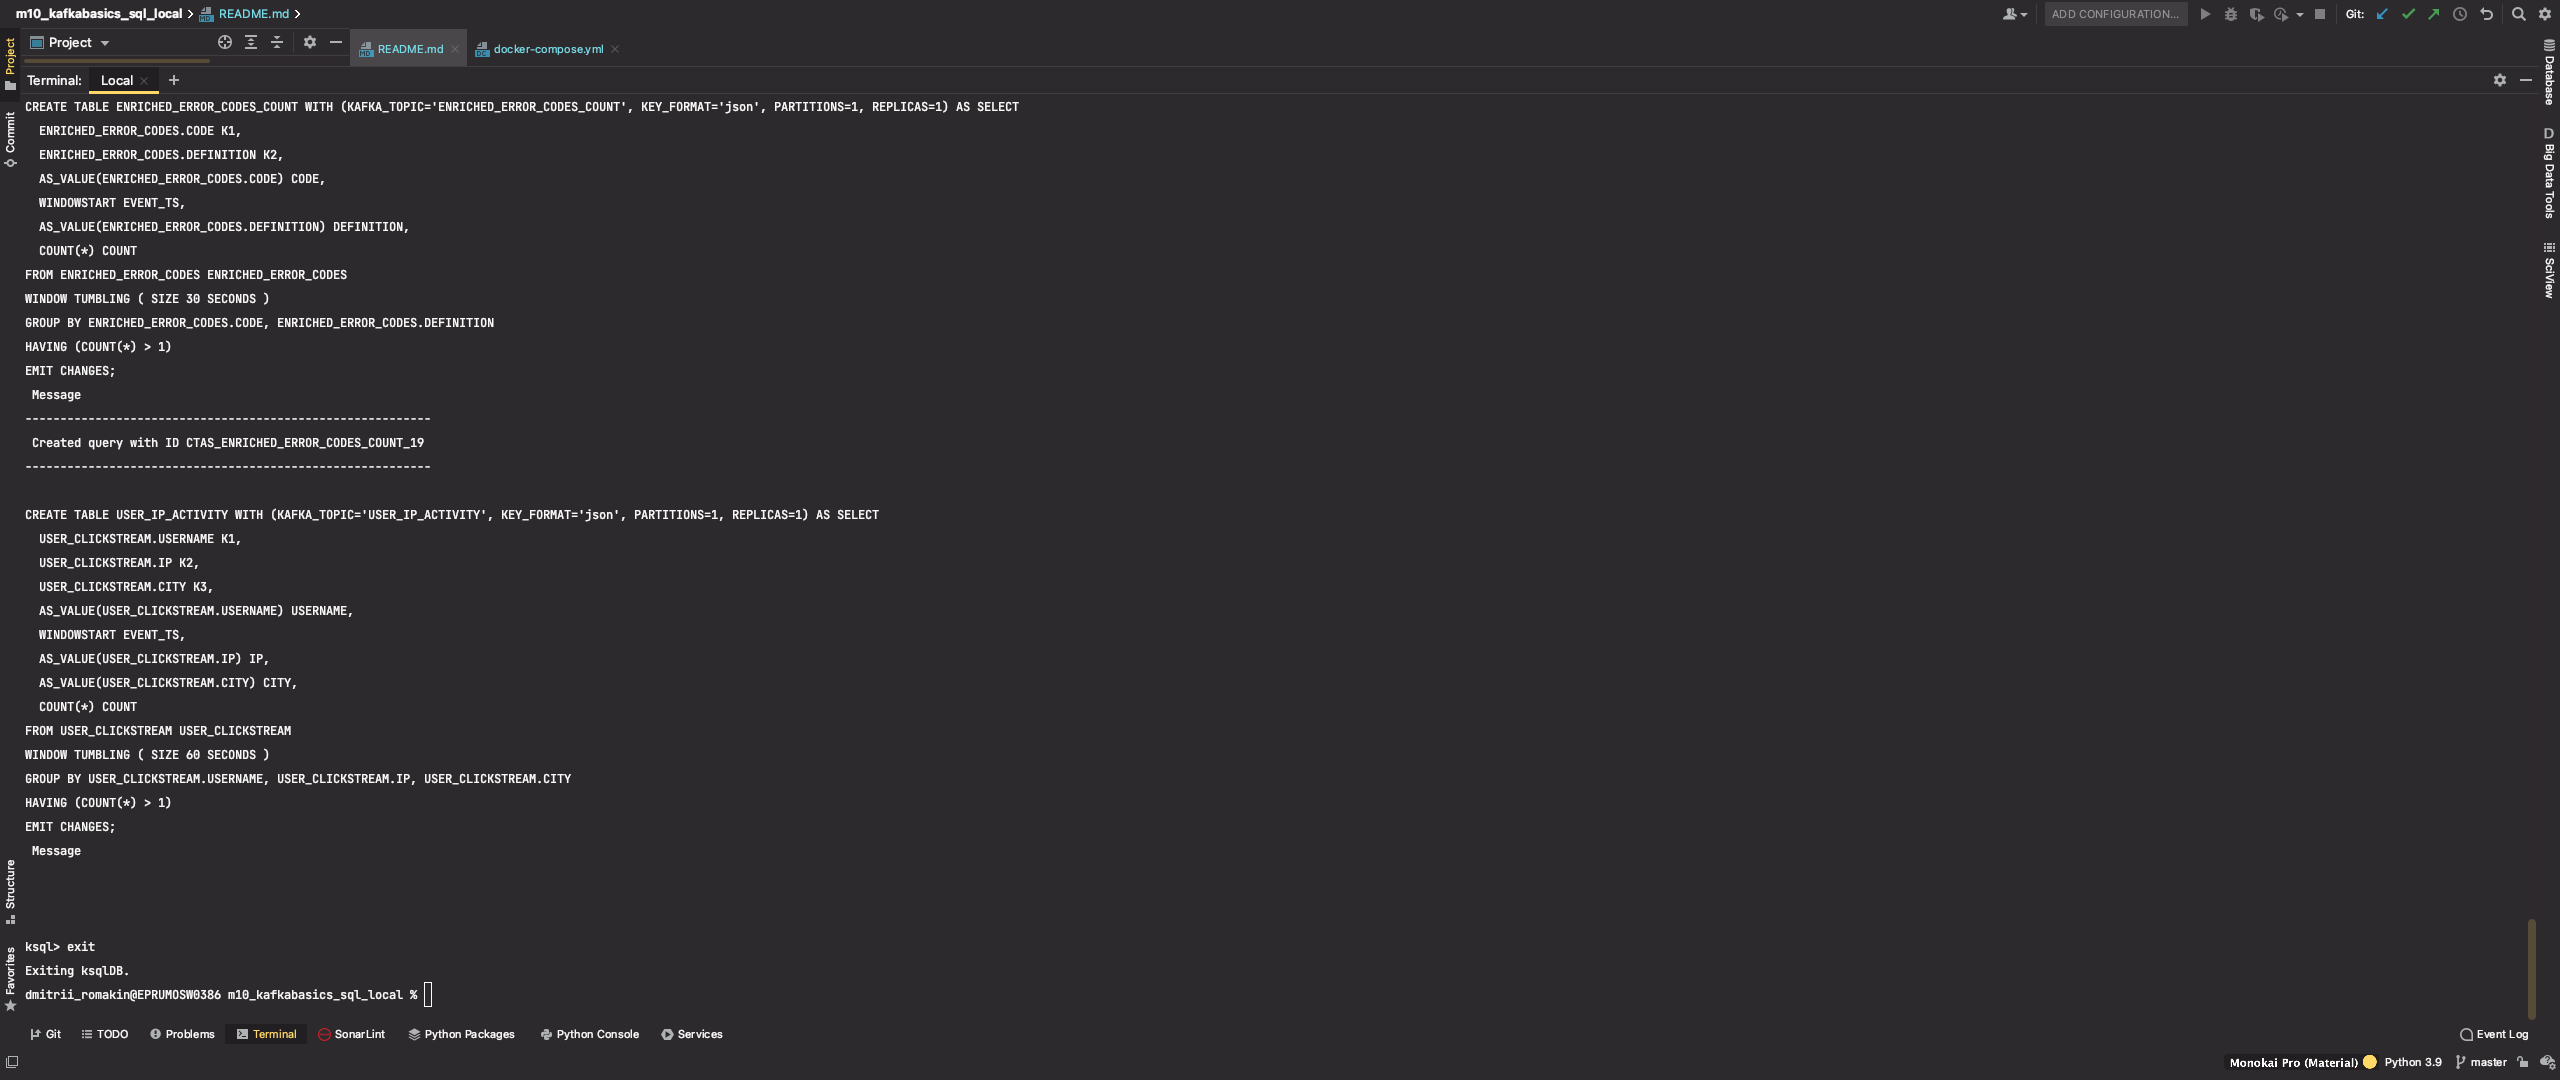 m10_kafkabasics_sql_local README.md
ADD CONFIGURATION... Git:
Project README.md docker-compose.yml
Terminal: Local
CREATE TABLE ENRICHED_ERROR_CODES_COUNT WITH (KAFKA_TOPIC='ENRICHED_ERROR_CODES_COUNT', KEY_FORMAT='json', PARTITIONS=1, REPLICAS=1) AS SELECT
ENRICHED_ERROR_CODES.CODE K1,
ENRICHED_ERROR_CODES.DEFINITION K2,
AS_VALUE(ENRICHED_ERROR_CODES.CODE) CODE,
WINDOWSTART EVENT_TS,
AS_VALUE(ENRICHED_ERROR_CODES.DEFINITION) DEFINITION,
COUNT(*) COUNT
FROM ENRICHED_ERROR_CODES ENRICHED_ERROR_CODES
WINDOW TUMBLING ( SIZE 30 SECONDS )
GROUP BY ENRICHED_ERROR_CODES.CODE, ENRICHED_ERROR_CODES.DEFINITION
HAVING (COUNT(*) > 1)
EMIT CHANGES;
Message
----------------------------------------------------------
Created query with ID CTAS_ENRICHED_ERROR_CODES_COUNT_19
----------------------------------------------------------
CREATE TABLE USER_IP_ACTIVITY WITH (KAFKA_TOPIC='USER_IP_ACTIVITY', KEY_FORMAT='json', PARTITIONS=1, REPLICAS=1) AS SELECT
USER_CLICKSTREAM.USERNAME K1,
USER_CLICKSTREAM.IP K2,
USER_CLICKSTREAM.CITY K3,
AS_VALUE(USER_CLICKSTREAM.USERNAME) USERNAME,
WINDOWSTART EVENT_TS,
AS_VALUE(USER_CLICKSTREAM.IP) IP,
AS_VALUE(USER_CLICKSTREAM.CITY) CITY,
COUNT(*) COUNT
FROM USER_CLICKSTREAM USER_CLICKSTREAM
WINDOW TUMBLING ( SIZE 60 SECONDS )
GROUP BY USER_CLICKSTREAM.USERNAME, USER_CLICKSTREAM.IP, USER_CLICKSTREAM.CITY
HAVING (COUNT(*) > 1)
EMIT CHANGES;
Message
ksql> exit
Exiting ksqlDB.
dmitrii_romakin@EPRUMOSW0386 m10_kafkabasics_sql_local %
Project
Commit
Structure
Favorites
Database
D Big Data Tools
SciView
Git TODO Problems Terminal SonarLint Python Packages Python Console Services Event Log
Monokai Pro (Material) Python 3.9 master